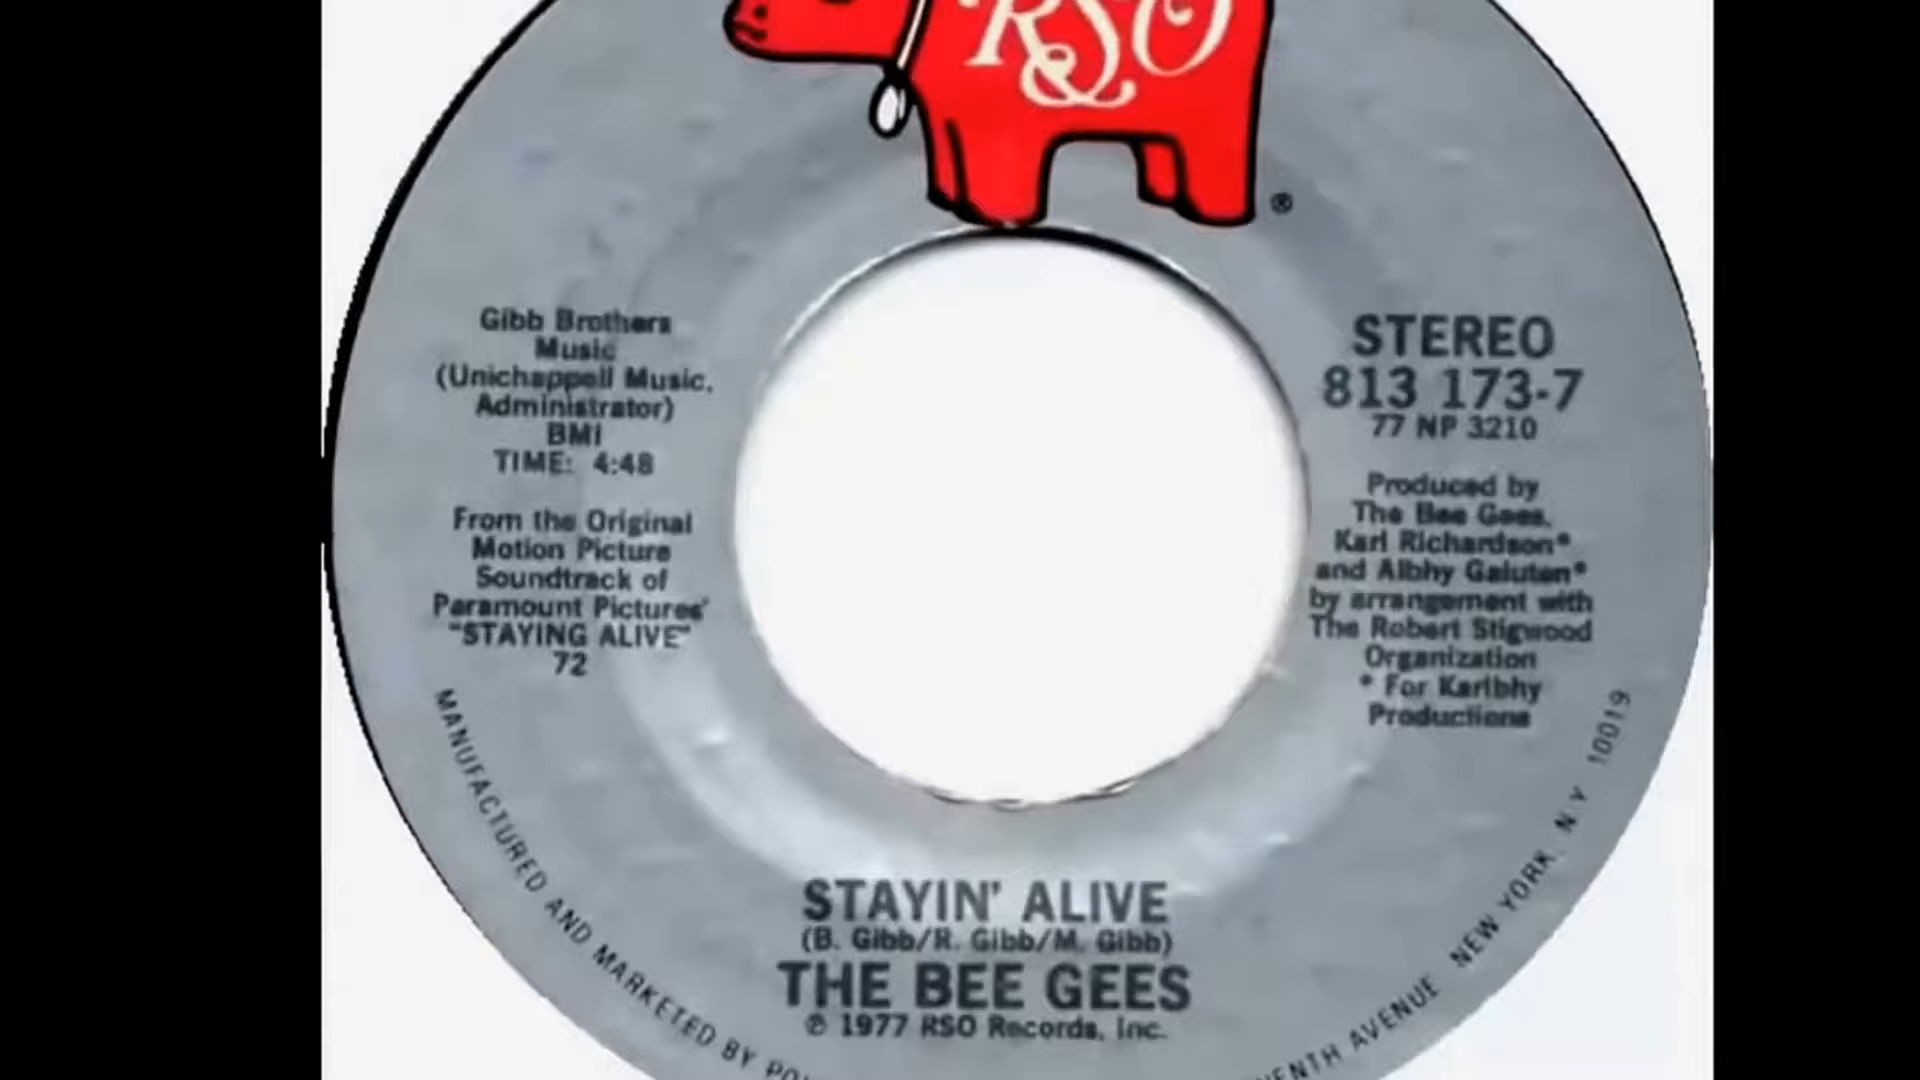 RSO
®
Gibb Brothers
Music
(Unichappell Music,
Administrator)
BMI
TIME: 4:48
From the Original
Motion Picture
Soundtrack of
Paramount Pictures'
"STAYING ALIVE"
72
STEREO
813 173-7
77 NP 3210
Produced by
The Bee Gees,
Karl Richardson*
and Albhy Galuten*
by arrangement with
The Robert Stigwood
Organization
* For Karlbhy
Productions
STAYIN' ALIVE
(B. Gibb/R. Gibb/M. Gibb)
THE BEE GEES
℗ 1977 RSO Records, Inc.
MANUFACTURED AND MARKETED BY
AVENUE NEW YORK, N Y 10019